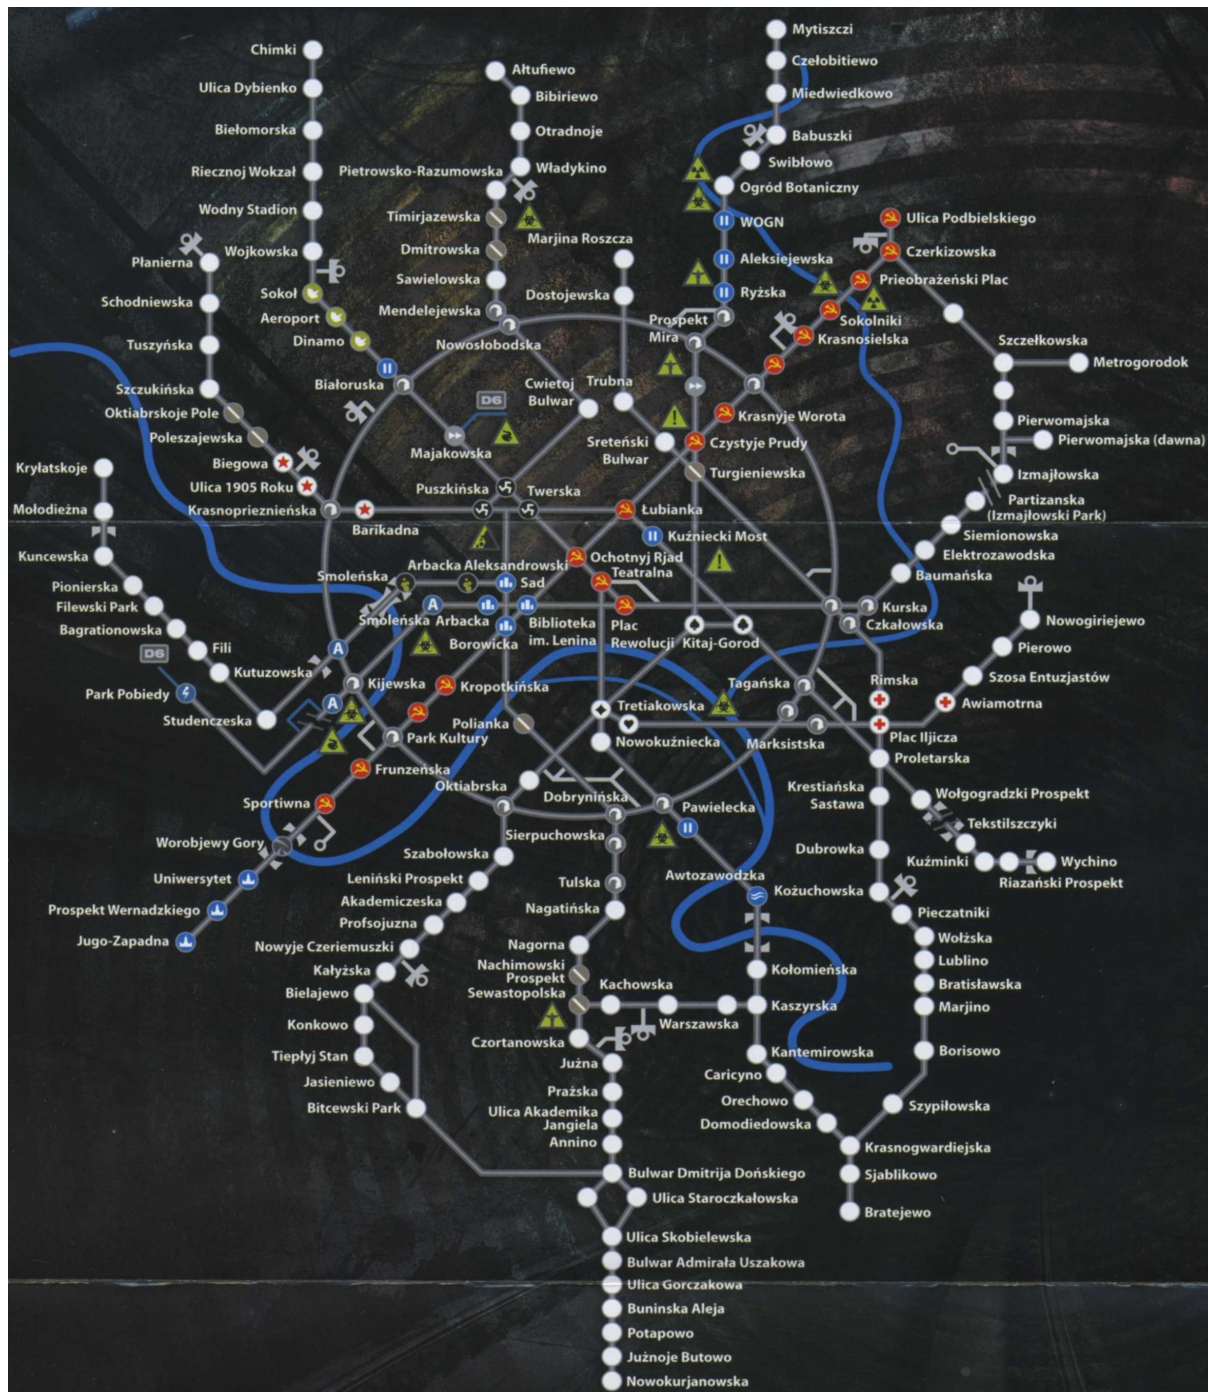 Mytiszczi
Chimki
Czełobitiewo
Ałtufiewo
Ulica Dybienko
Miedwiedkowo
Bibiriewo
Biełomorska
Otradnoje
Babuszki
Swibłowo
Riecznoj Wokzał
Pietrowsko-Razumowska
Władykino
Ogród Botaniczny
Wodny Stadion
Timirjazewska
WOGN
Ulica Podbielskiego
Marjina Roszcza
Wojkowska
Dmitrowska
Czerkizowska
Płanierna
Aleksiejewska
Sawielowska
Prieobrażeński Plac
Sokoł
Dostojewska
Ryżska
Schodniewska
Mendelejewska
Aeroport
Prospekt
Mira
Sokolniki
Dinamo
Nowosłobodska
Krasnosielska
Szczełkowska
Tuszyńska
Metrogorodok
Białoruska
Cwietoj
Bulwar
Trubna
Szczukińska
D6
Oktiabrskoje Pole
Krasnyje Worota
Pierwomajska
Poleszajewska
Majakowska
Sreteński
Bulwar
Czystyje Prudy
Pierwomajska (dawna)
Biegowa
Kryłatskoje
Turgieniewska
Izmajłowska
Ulica 1905 Roku
Puszkińska
Twerska
Partizanska
(Izmajłowski Park)
Mołodieżna
Krasnoprieznieńska
Łubianka
Barikadna
Kuźniecki Most
Siemionowska
Kuncewska
Ochotnyj Rjad
Elektrozawodska
Arbacka
Aleksandrowski
Sad
Smoleńska
Teatralna
Baumańska
Pionierska
Filewski Park
Smoleńska
A
Arbacka
Biblioteka
im. Lenina
Plac
Rewolucji
Kurska
Czkałowska
Nowogiriejewo
Bagrationowska
Borowicka
Kitaj-Gorod
Fili
A
Pierowo
D6
Kutuzowska
Kijewska
Kropotkińska
Tagańska
Rimska
Szosa Entuzjastów
Park Pobiedy
A
Tretiakowska
Awiamotrna
Studenczeska
Polianka
Park Kultury
Nowokuźniecka
Marksistska
Plac Iljicza
Proletarska
Frunzeńska
Oktiabrska
Dobrynińska
Krestiańska
Sastawa
Wołgogradzki Prospekt
Sportiwna
Pawielecka
Tekstilszczyki
Worobjewy Gory
Sierpuchowska
Szabołowska
Dubrowka
Kuźminki
Wychino
Uniwersytet
Leniński Prospekt
Tulska
Awtozawodzka
Riazański Prospekt
Akademiczeska
Kożuchowska
Prospekt Wernadzkiego
Nagatińska
Pieczatniki
Profsojuzna
Jugo-Zapadna
Nowyje Czeriemuszki
Nagorna
Wołżska
Nachimowski
Prospekt
Lublino
Kałyżska
Kołomieńska
Bratisławska
Bielajewo
Sewastopolska
Kachowska
Kaszyrska
Marjino
Konkowo
Warszawska
Czortanowska
Tiepłyj Stan
Kantemirowska
Borisowo
Jużna
Caricyno
Jasieniewo
Prażska
Orechowo
Bitcewski Park
Ulica Akademika
Jangiela
Szypiłowska
Domodiedowska
Annino
Krasnogwardiejska
Bulwar Dmitrija Dońskiego
Sjablikowo
Ulica Staroczkałowska
Bratejewo
Ulica Skobielewska
Bulwar Admirała Uszakowa
Ulica Gorczakowa
Buninska Aleja
Potapowo
Jużnoje Butowo
Nowokurjanowska